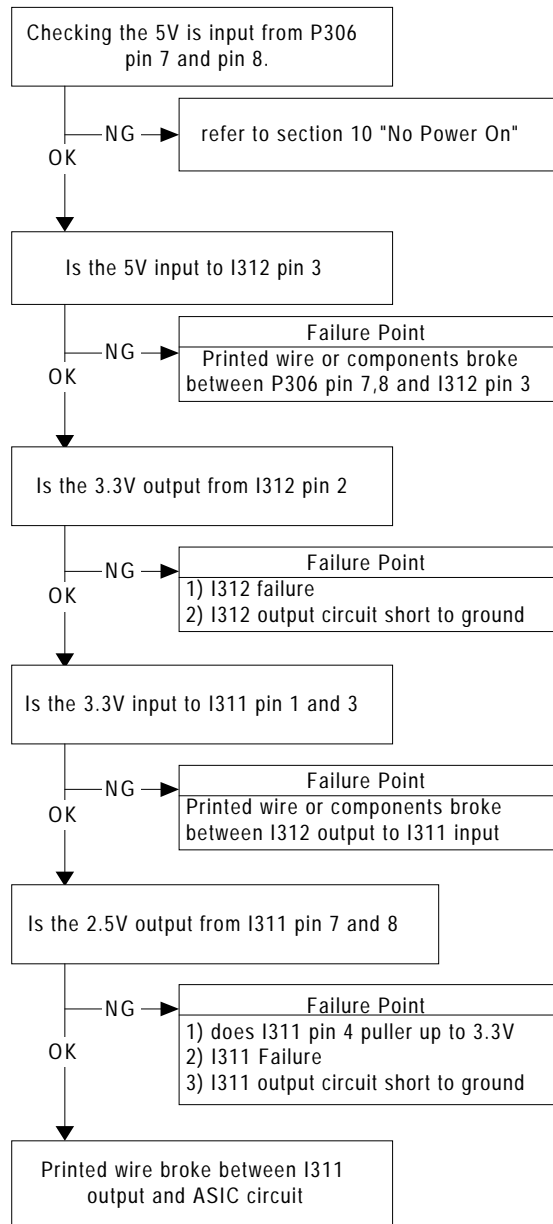 Checking the 5V is input from P306
pin 7 and pin 8.
NG
refer to section 10 "No Power On"
OK
Is the 5V input to I312 pin 3
NG
Failure Point
Printed wire or components broke
between P306 pin 7,8 and I312 pin 3
OK
Is the 3.3V output from I312 pin 2
NG
Failure Point
1) I312 failure
2) I312 output circuit short to ground
OK
Is the 3.3V input to I311 pin 1 and 3
NG
Failure Point
Printed wire or components broke
between I312 output to I311 input
OK
Is the 2.5V output from I311 pin 7 and 8
NG
Failure Point
1) does I311 pin 4 puller up to 3.3V
2) I311 Failure
3) I311 output circuit short to ground
OK
Printed wire broke between I311
output and ASIC circuit